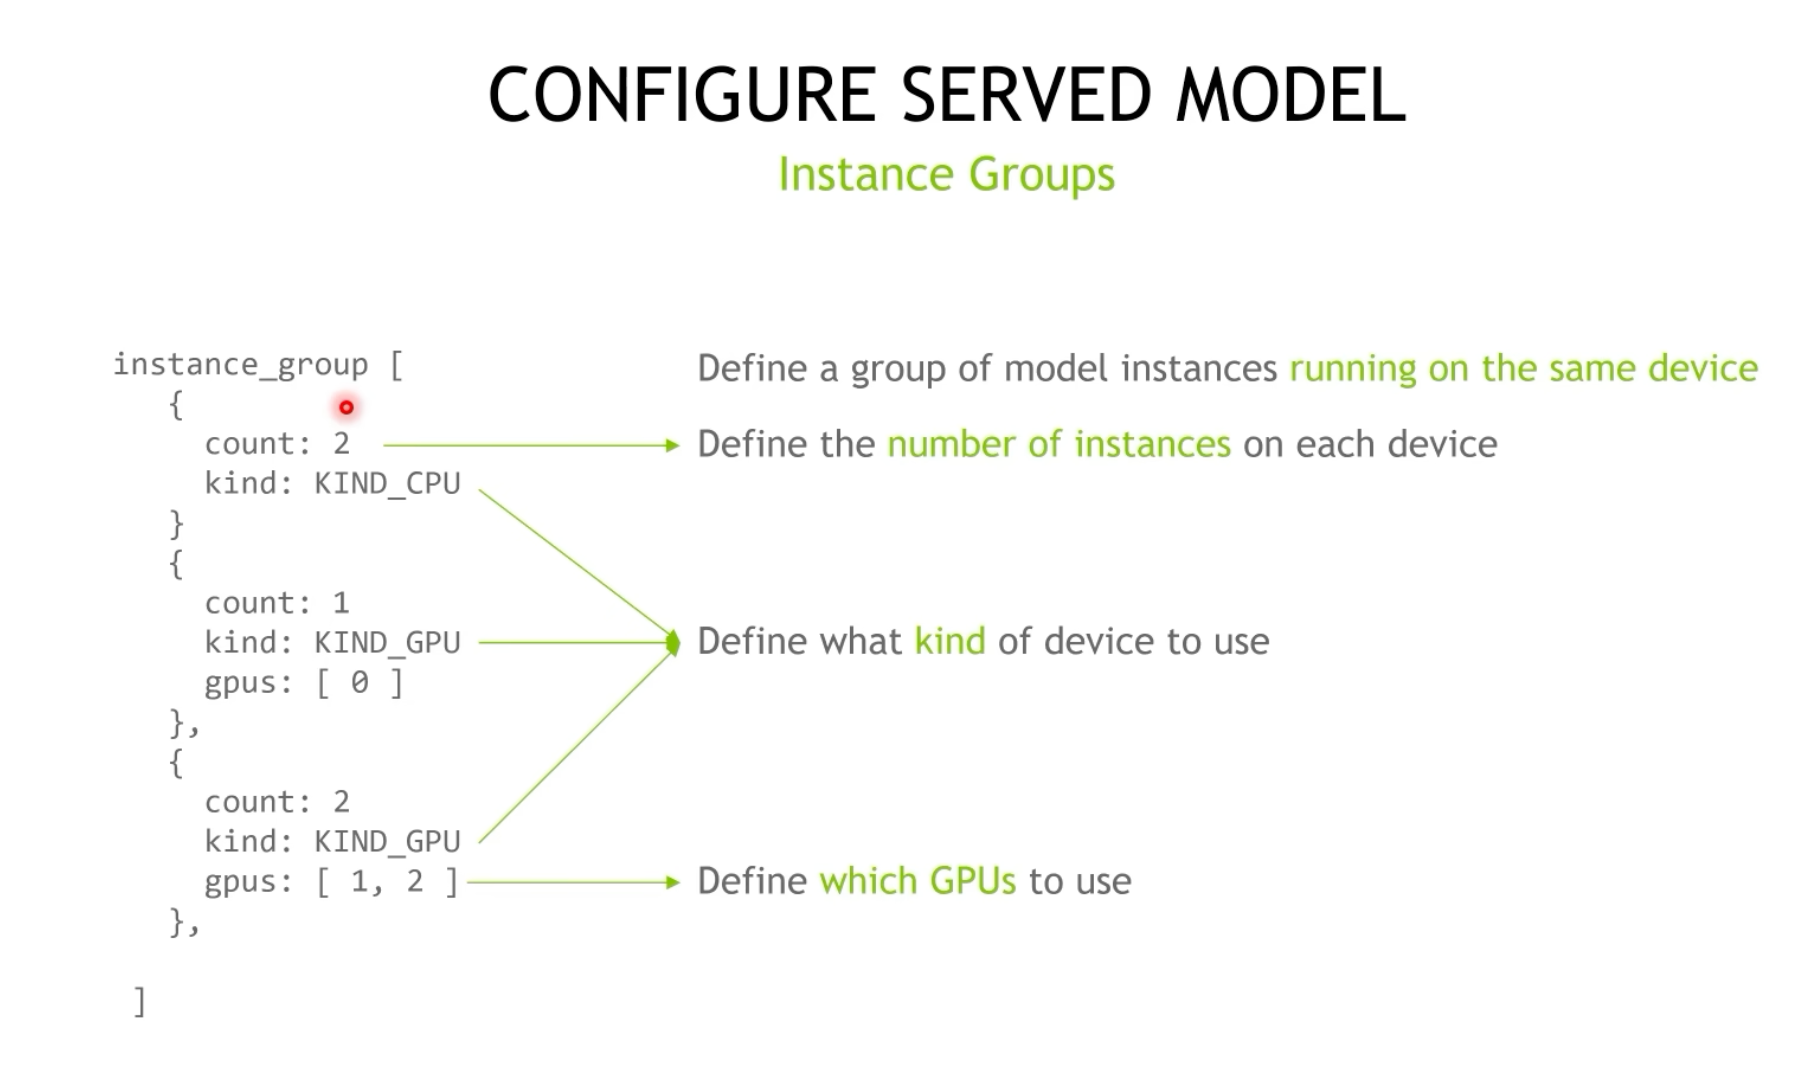 CONFIGURE SERVED MODEL
Instance Groups
instance_group [
{
count: 2
kind: KIND_CPU
}
{
count: 1
kind: KIND_GPU
gpus: [ 0 ]
},
{
count: 2
kind: KIND_GPU
gpus: [ 1, 2 ]
},
]
Define a group of model instances running on the same device
Define the number of instances on each device
Define what kind of device to use
Define which GPUs to use